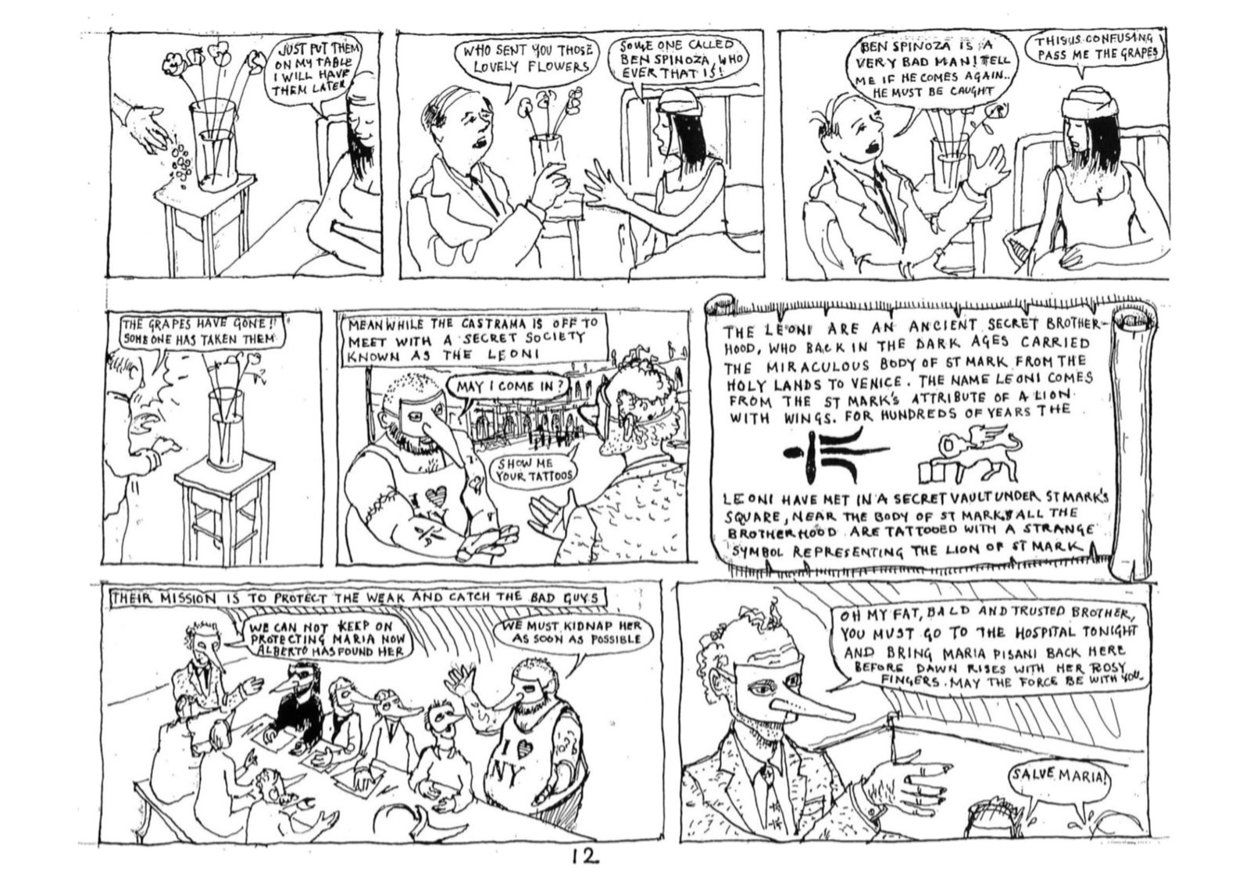 JUST PUT THEM
ON MY TABLE
I WILL HAVE
THEM LATER
WHO SENT YOU THOSE
LOVELY FLOWERS
SOME ONE CALLED
BEN SPINOZA, WHO
EVER THAT IS!
BEN SPINOZA IS A
VERY BAD MAN! TELL
ME IF HE COMES AGAIN..
HE MUST BE CAUGHT
THIS IS CONFUSING
PASS ME THE GRAPES
THE GRAPES HAVE GONE!!
SOMEONE HAS TAKEN THEM
MEANWHILE THE CASTRAMA IS OFF TO
MEET WITH A SECRET SOCIETY
KNOWN AS THE LEONI
MAY I COME IN?
SHOW ME
YOUR TATTOOS
I ♥
THE LEONI ARE AN ANCIENT SECRET BROTHER-
HOOD, WHO BACK IN THE DARK AGES CARRIED
THE MIRACULOUS BODY OF ST MARK FROM THE
HOLY LANDS TO VENICE. THE NAME LEONI COMES
FROM THE ST MARK'S ATTRIBUTE OF A LION
WITH WINGS. FOR HUNDREDS OF YEARS THE
LEONI HAVE MET IN A SECRET VAULT UNDER ST MARK'S
SQUARE, NEAR THE BODY OF ST MARK, ALL THE
BROTHERHOOD ARE TATTOOED WITH A STRANGE
SYMBOL REPRESENTING THE LION OF ST MARK
THEIR MISSION IS TO PROTECT THE WEAK AND CATCH THE BAD GUYS
WE CAN NOT KEEP ON
PROTECTING MARIA NOW
ALBERTO HAS FOUND HER
WE MUST KIDNAP HER
AS SOON AS POSSIBLE
I ♥
NY
OH MY FAT, BALD AND TRUSTED BROTHER,
YOU MUST GO TO THE HOSPITAL TONIGHT
AND BRING MARIA PISANI BACK HERE
BEFORE DAWN RISES WITH HER ROSY
FINGERS. MAY THE FORCE BE WITH YOU
SALVE MARIA!
12